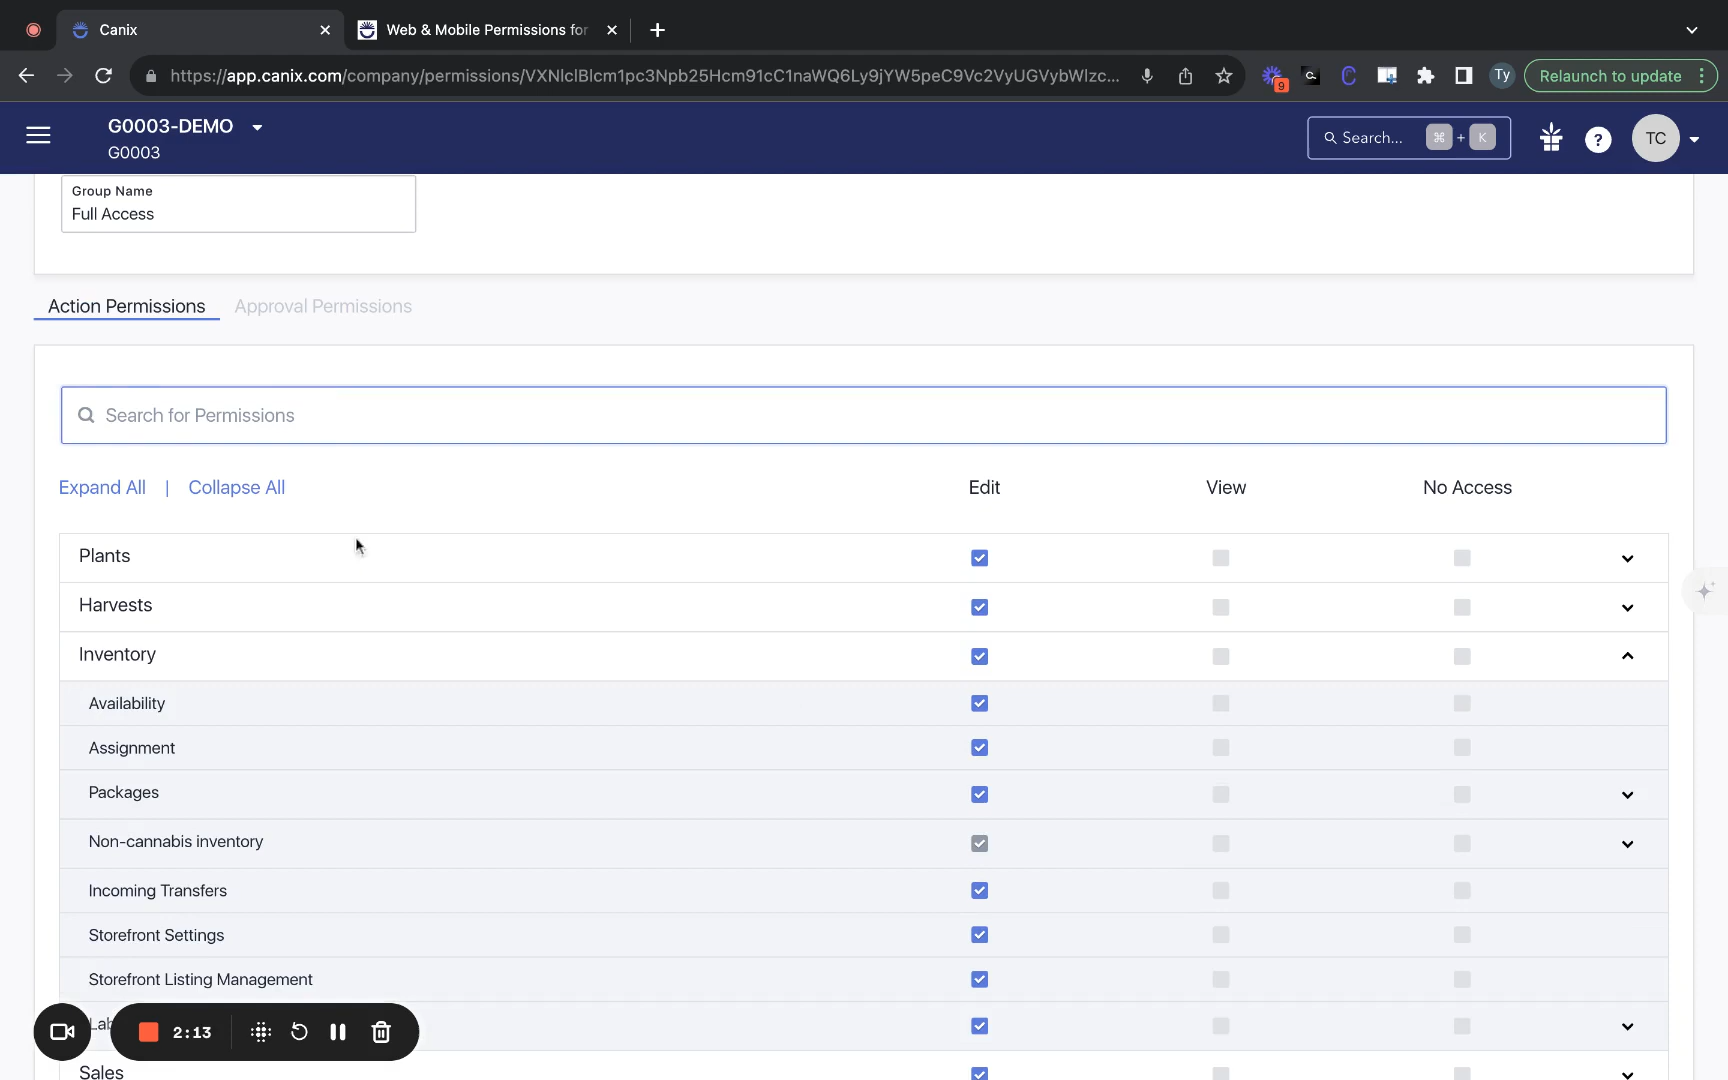 Canix
Web & Mobile Permissions for
https://app.canix.com/company/permissions/VXNlclBlcm1pc3Npb25Hcm91cC1naWQ6Ly9jYW5peC9Vc2VyUGVybWlzc...
9
Ty
Relaunch to update
G0003-DEMO
G0003
Search...
⌘ + K
?
TC
Group Name
Full Access
Action Permissions
Approval Permissions
Search for Permissions
Expand All | Collapse All
Edit
View
No Access
Plants
Harvests
Inventory
Availability
Assignment
Packages
Non-cannabis inventory
Incoming Transfers
Storefront Settings
Storefront Listing Management
Lab
2:13
Sales